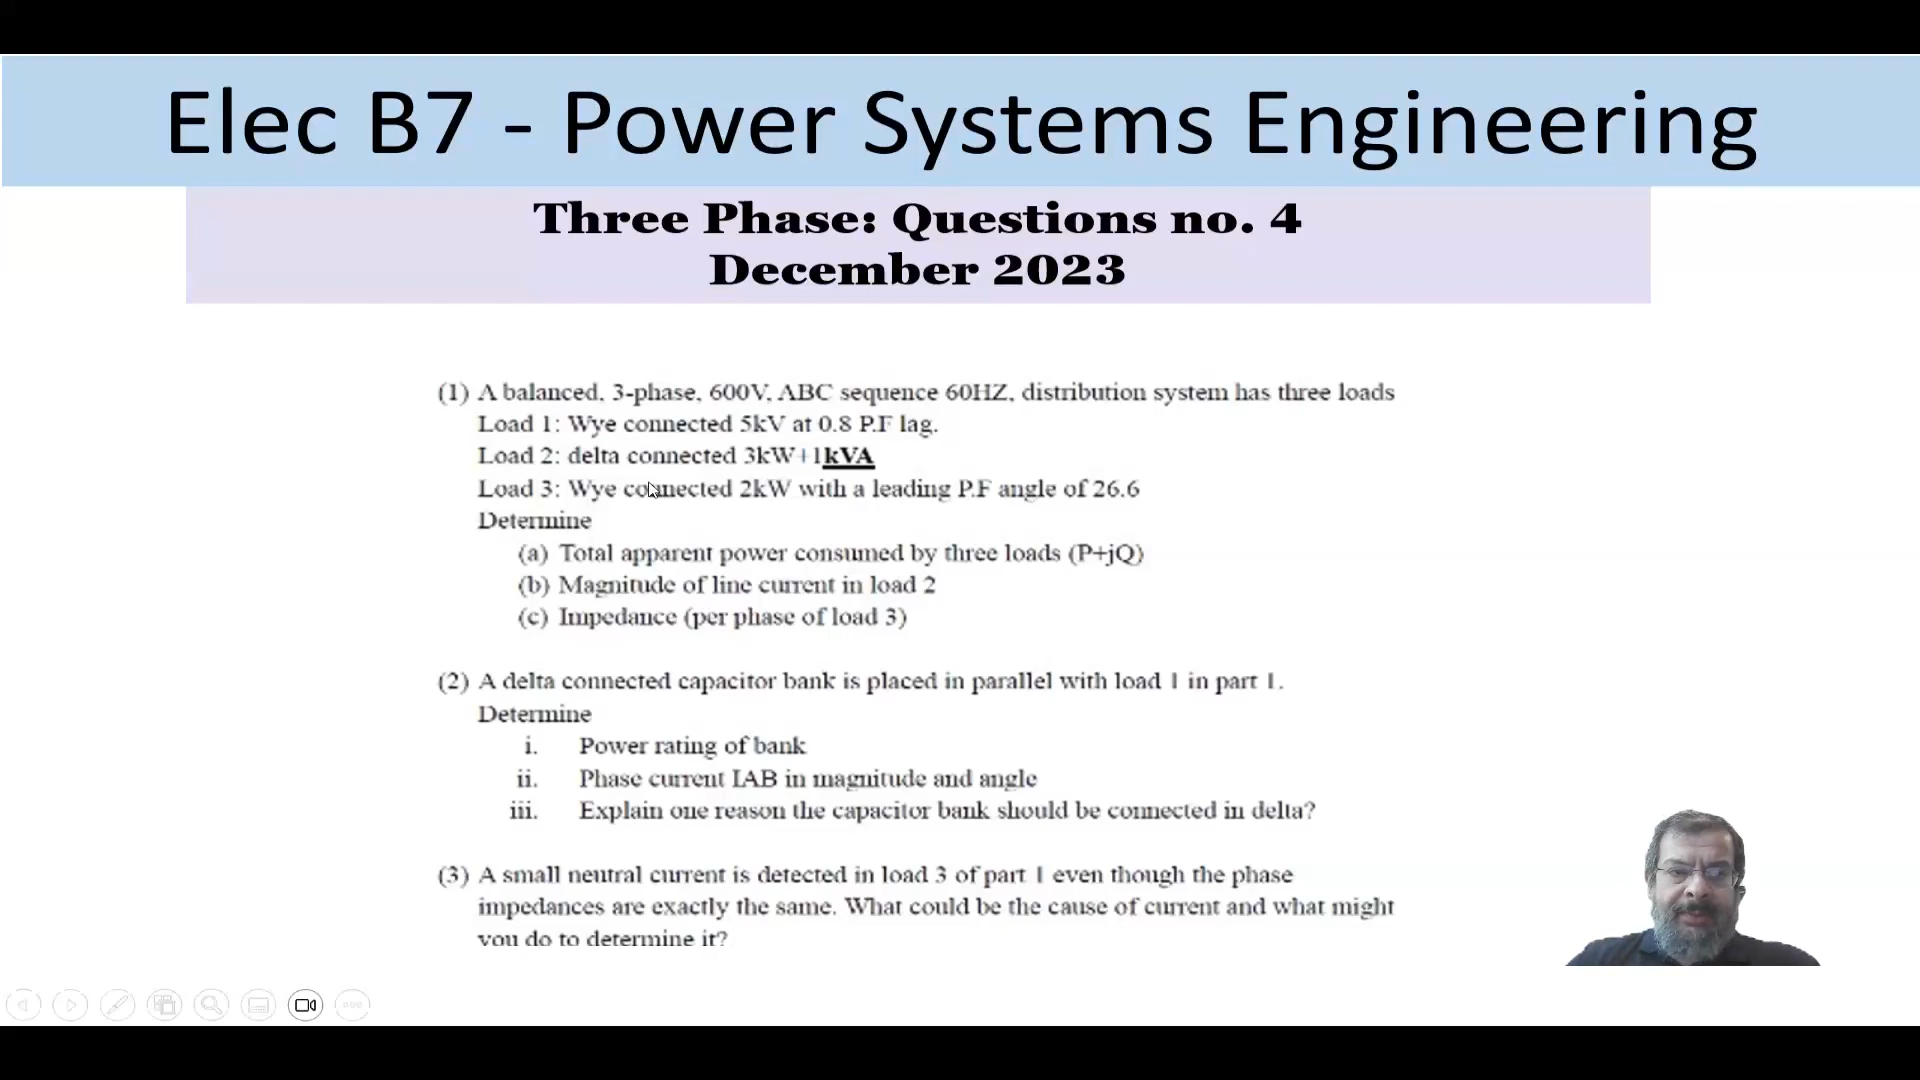 Elec B7 - Power Systems Engineering
Three Phase: Questions no. 4
December 2023
(1) A balanced, 3-phase, 600V, ABC sequence 60HZ, distribution system has three loads
Load 1: Wye connected 5kV at 0.8 P.F lag.
Load 2: delta connected 3kW+1kVA
Load 3: Wye connected 2kW with a leading P.F angle of 26.6
Determine
(a) Total apparent power consumed by three loads (P+jQ)
(b) Magnitude of line current in load 2
(c) Impedance (per phase of load 3)
(2) A delta connected capacitor bank is placed in parallel with load 1 in part 1.
Determine
i. Power rating of bank
ii. Phase current IAB in magnitude and angle
iii. Explain one reason the capacitor bank should be connected in delta?
(3) A small neutral current is detected in load 3 of part 1 even though the phase
impedances are exactly the same. What could be the cause of current and what might
you do to determine it?